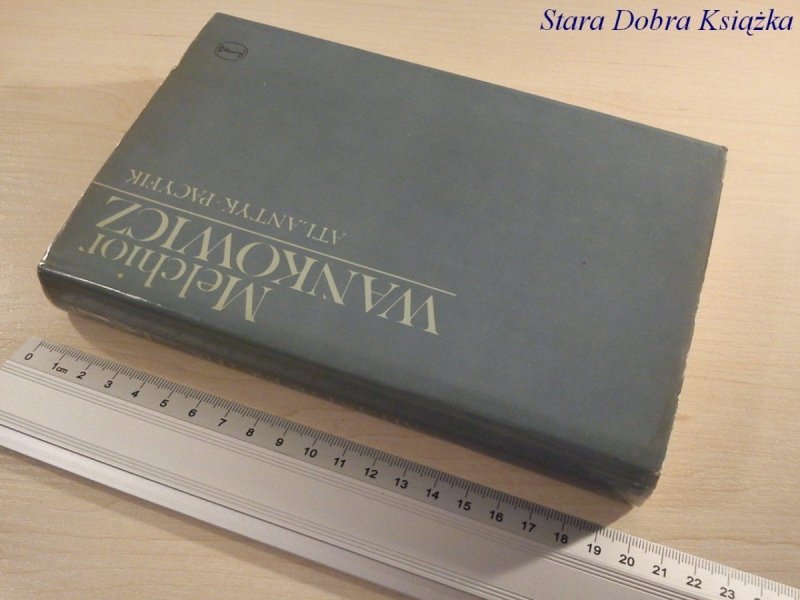 Stara Dobra Książka
Melchior
WAŃKOWICZ
ATLANTYK-PACYFIK
0 1cm 2 3 4 5 6 7 8 9 10 11 12 13 14 15 16 17 18 19 20 21 22 23